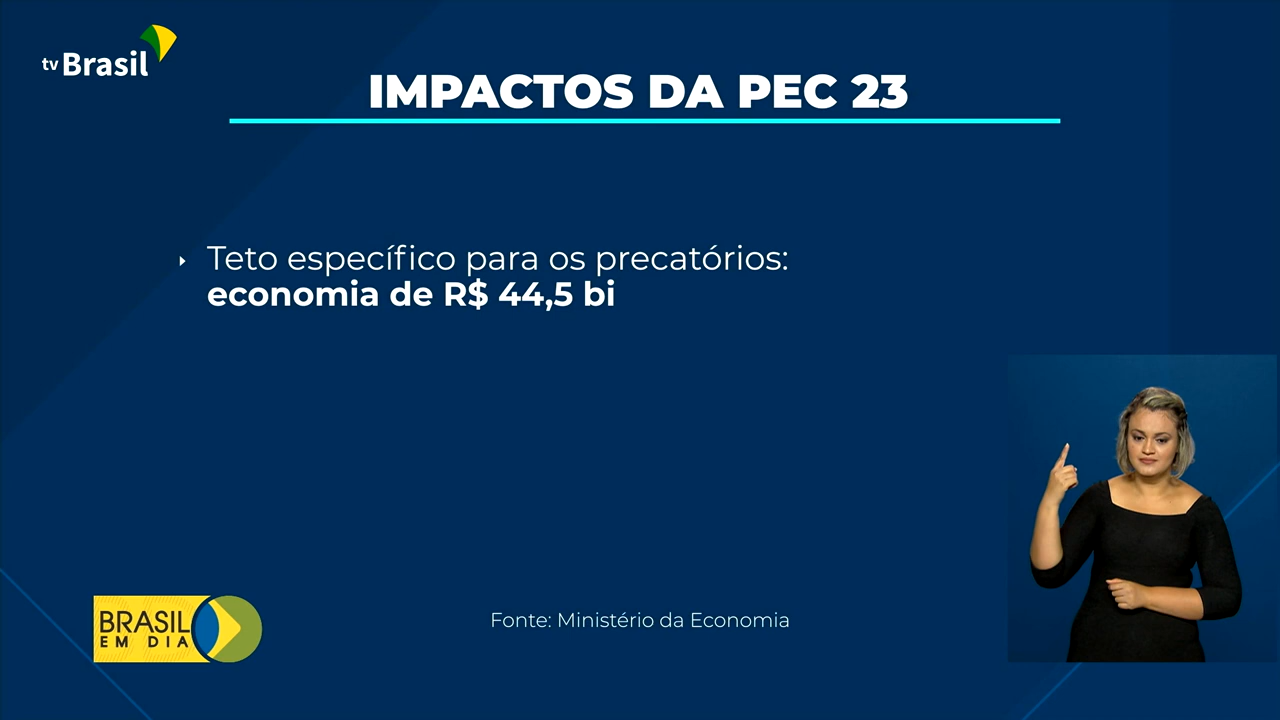 tv Brasil
IMPACTOS DA PEC 23
Teto específico para os precatórios:
economia de R$ 44,5 bi
BRASIL
EM DIA
Fonte: Ministério da Economia